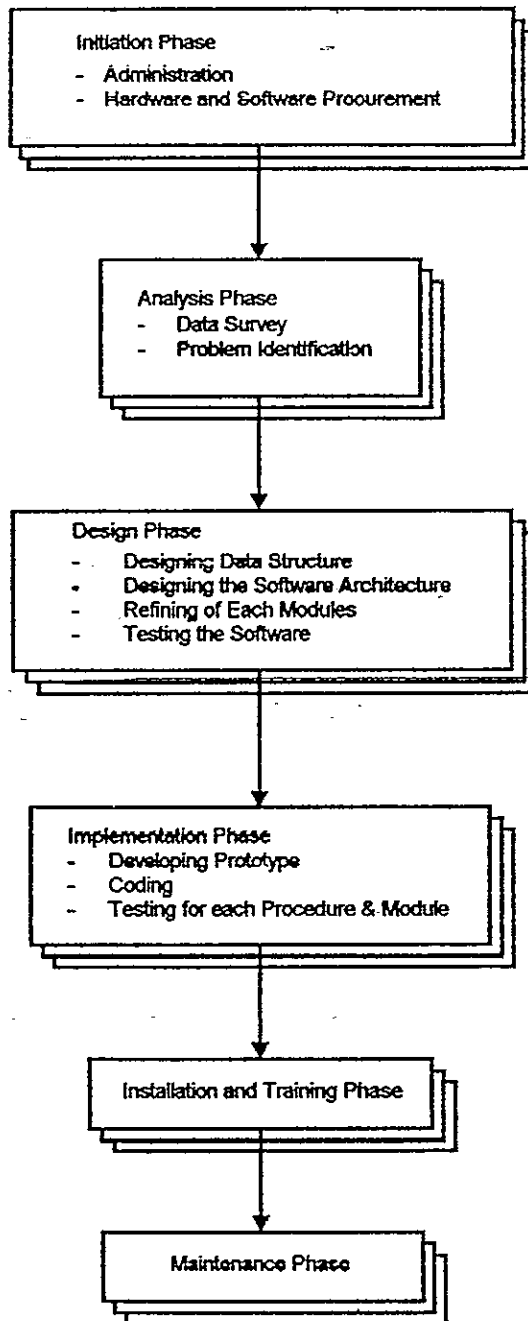 Initiation Phase
- Administration
- Hardware and Software Procurement
Analysis Phase
- Data Survey
- Problem Identification
Design Phase
- Designing Data Structure
- Designing the Software Architecture
- Refining of Each Modules
- Testing the Software
Implementation Phase
- Developing Prototype
- Coding
- Testing for each Procedure & Module
Installation and Training Phase
Maintenance Phase